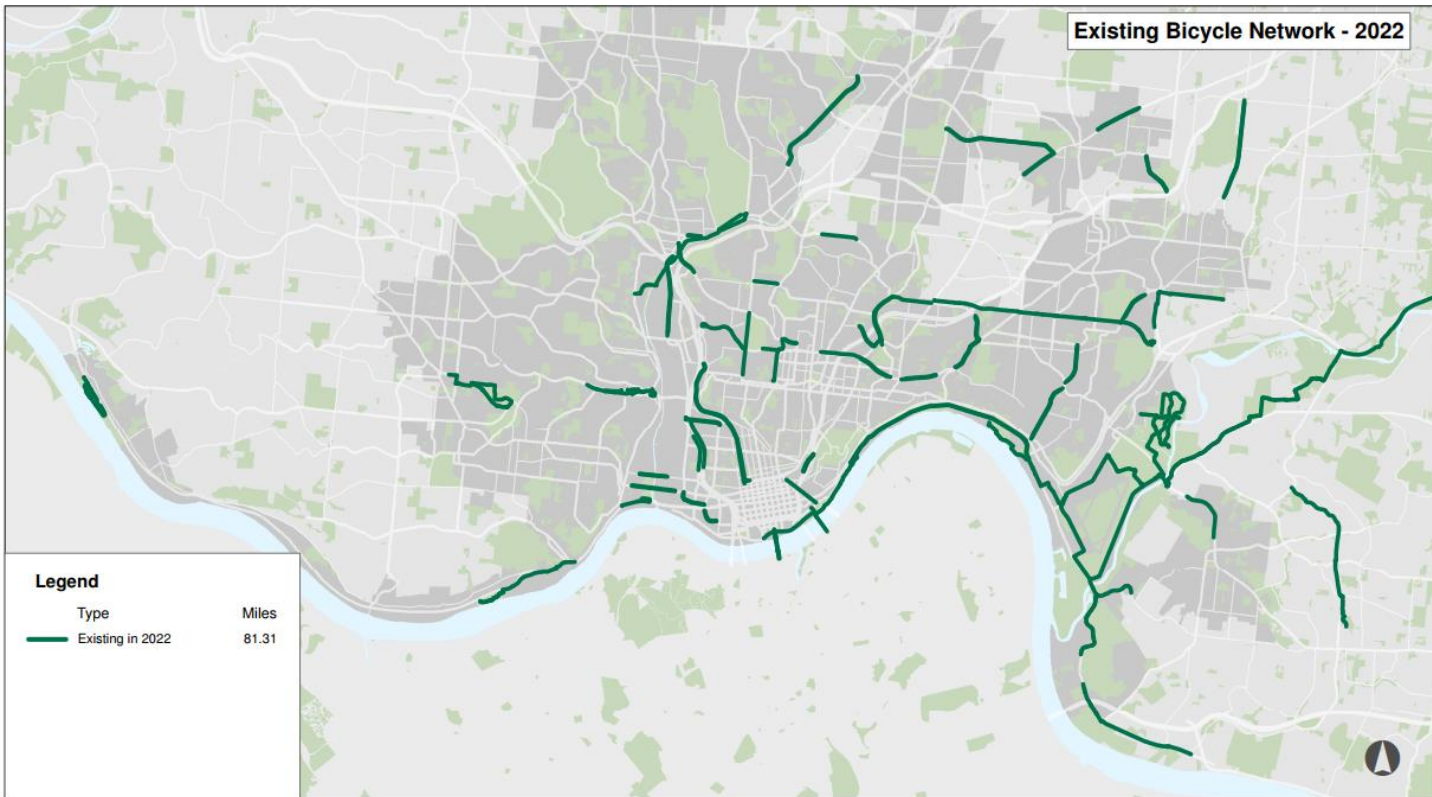 Existing Bicycle Network - 2022
Legend
Type Miles
Existing in 2022 81.31